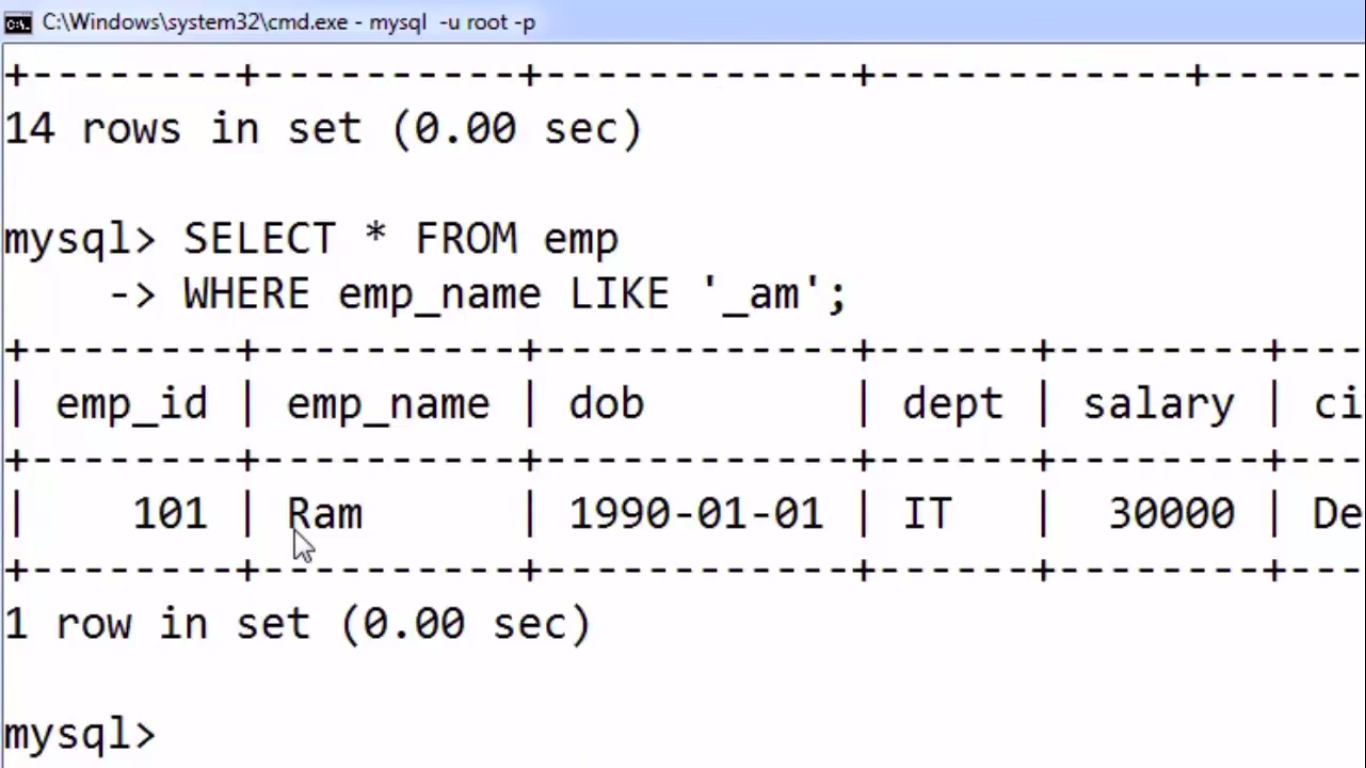 C:\Windows\system32\cmd.exe - mysql  -u root -p
+--------+----------+------------+------------+------
14 rows in set (0.00 sec)
mysql> SELECT * FROM emp
    -> WHERE emp_name LIKE '_am';
+--------+----------+------------+------+--------+---
| emp_id | emp_name | dob        | dept | salary | ci
+--------+----------+------------+------+--------+---
|    101 | Ram      | 1990-01-01 | IT   |  30000 | De
+--------+----------+------------+------+--------+---
1 row in set (0.00 sec)
mysql>